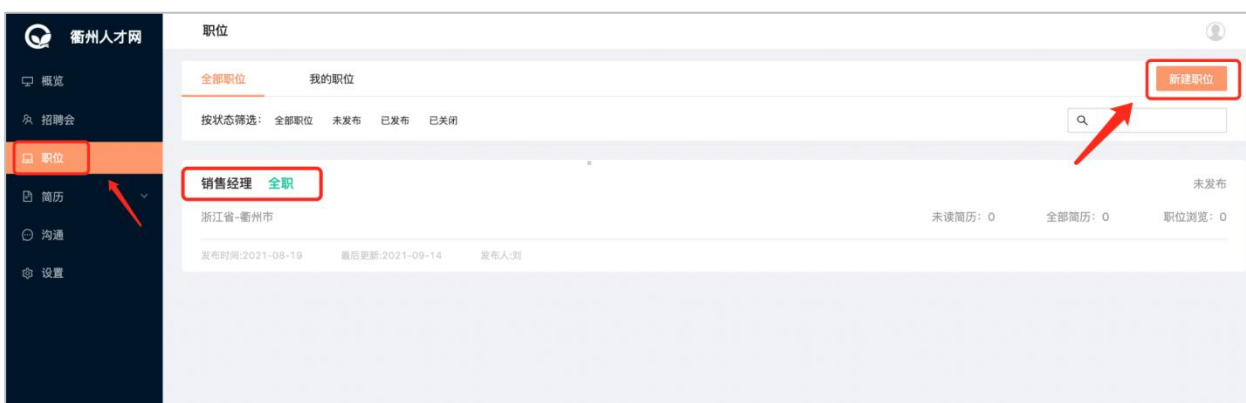 衢州人才网
职位
概览
招聘会
职位
简历
沟通
设置
全部职位 我的职位 新建职位
按状态筛选： 全部职位 未发布 已发布 已关闭
销售经理 全职 未发布
浙江省-衢州市 未读简历：0 全部简历：0 职位浏览：0
发布时间:2021-08-19 最后更新:2021-09-14 发布人:刘